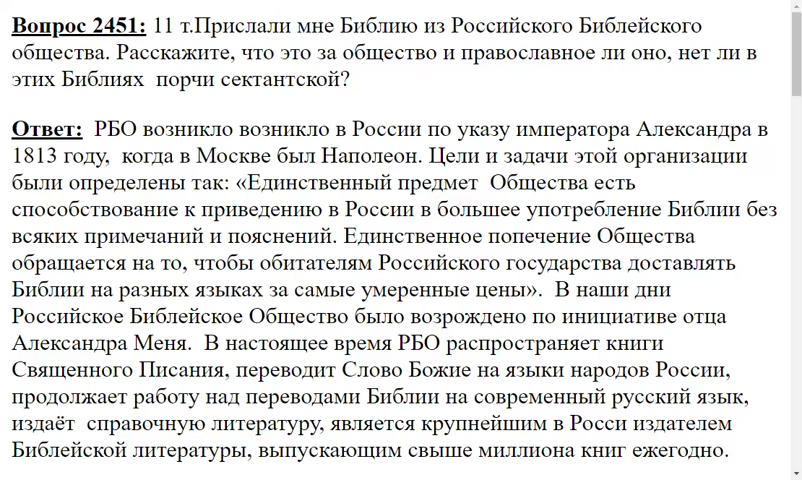 Вопрос 2451: 11 т.Прислали мне Библию из Российского Библейского
общества. Расскажите, что это за общество и православное ли оно, нет ли в
этих Библиях порчи сектантской?
Ответ: РБО возникло возникло в России по указу императора Александра в
1813 году, когда в Москве был Наполеон. Цели и задачи этой организации
были определены так: «Единственный предмет Общества есть
способствование к приведению в России в большее употребление Библии без
всяких примечаний и пояснений. Единственное попечение Общества
обращается на то, чтобы обитателям Российского государства доставлять
Библии на разных языках за самые умеренные цены». В наши дни
Российское Библейское Общество было возрождено по инициативе отца
Александра Меня. В настоящее время РБО распространяет книги
Священного Писания, переводит Слово Божие на языки народов России,
продолжает работу над переводами Библии на современный русский язык,
издаёт справочную литературу, является крупнейшим в Росси издателем
Библейской литературы, выпускающим свыше миллиона книг ежегодно.